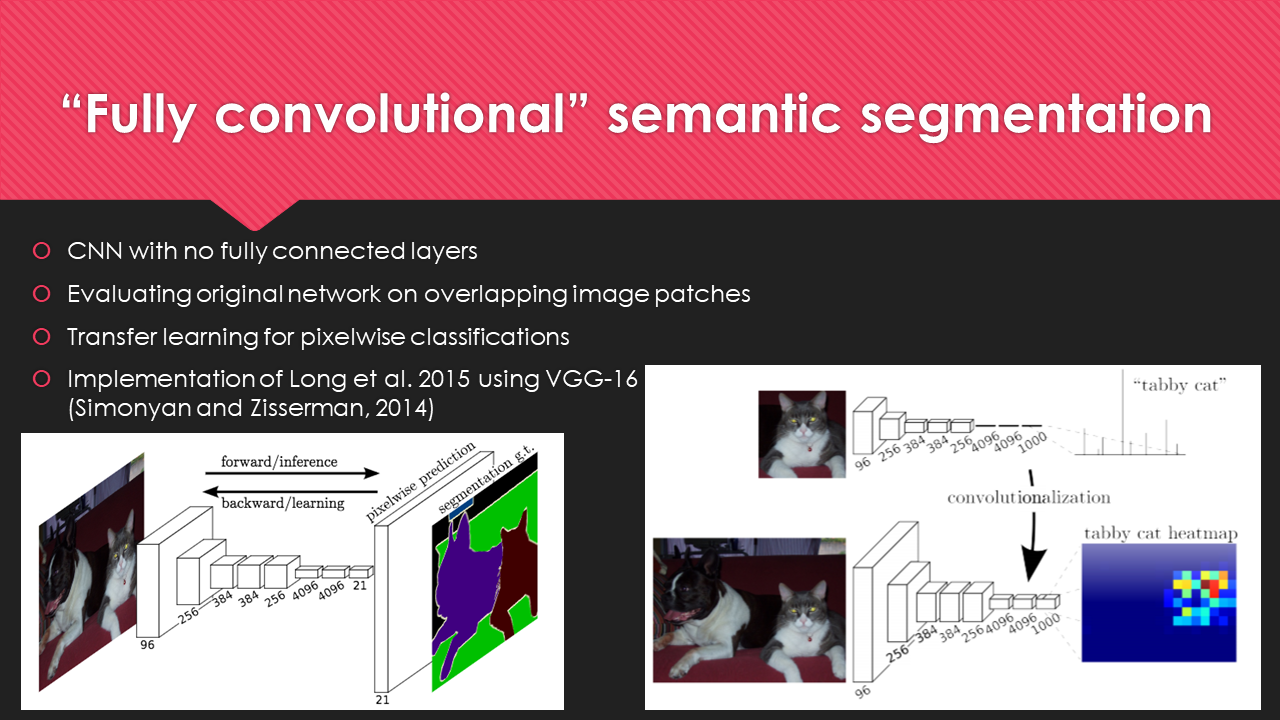 “Fully convolutional” semantic segmentation
CNN with no fully connected layers
Evaluating original network on overlapping image patches
Transfer learning for pixelwise classifications
Implementation of Long et al. 2015 using VGG-16
(Simonyan and Zisserman, 2014)
forward/inference
backward/learning
pixelwise prediction
segmentation g.t.
96
256
384
384
256
4096
4096
21
21
“tabby cat”
96
256
384
384
256
4096
4096
1000
convolutionalization
tabby cat heatmap
96
256
384
384
256
4096
4096
1000